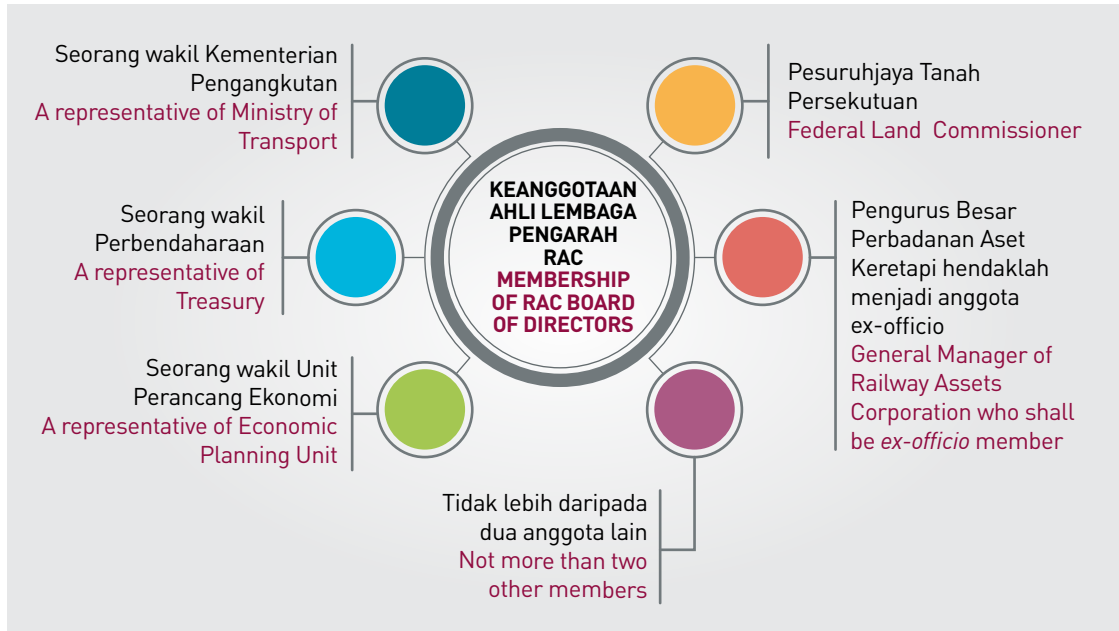 KEANGGOTAAN
AHLI LEMBAGA
PENGARAH
RAC
MEMBERSHIP
OF RAC BOARD
OF DIRECTORS
Seorang wakil Kementerian
Pengangkutan
A representative of Ministry of
Transport
Seorang wakil
Perbendaharaan
A representative of
Treasury
Seorang wakil Unit
Perancang Ekonomi
A representative of Economic
Planning Unit
Pesuruhjaya Tanah
Persekutuan
Federal Land Commissioner
Pengurus Besar
Perbadanan Aset
Keretapi hendaklah
menjadi anggota
ex-officio
General Manager of
Railway Assets
Corporation who shall
be ex-officio member
Tidak lebih daripada
dua anggota lain
Not more than two
other members